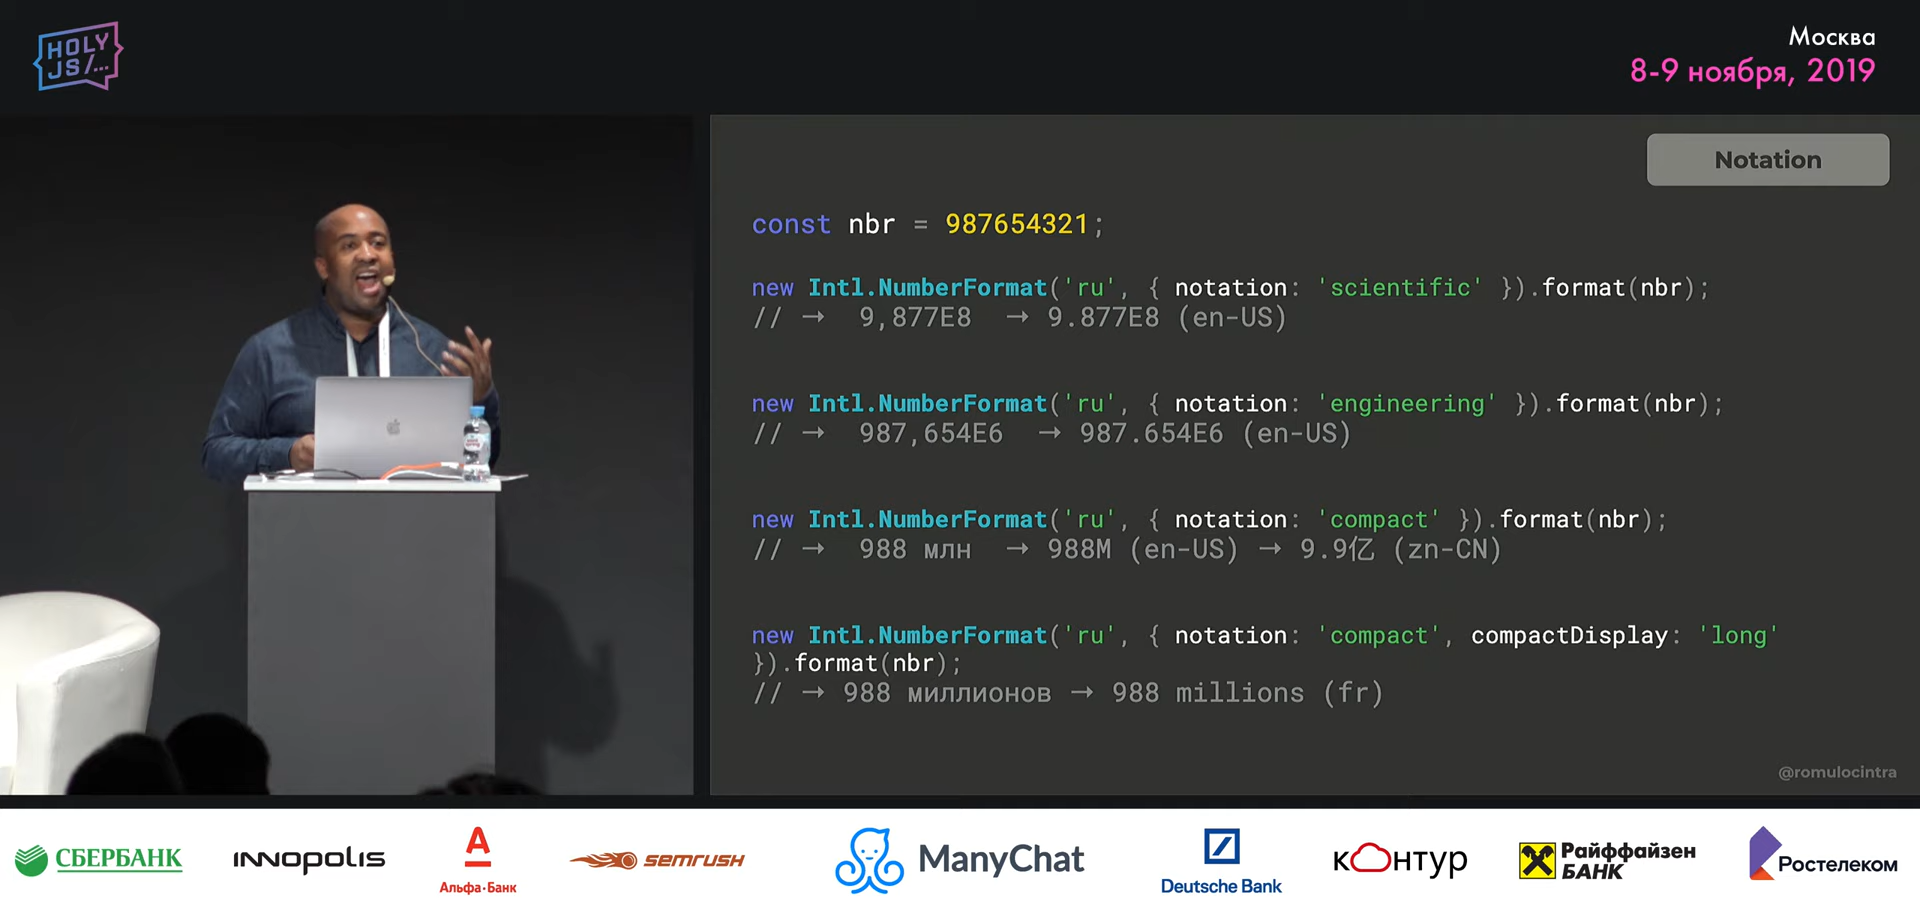 HOLY
JS/...
Москва
8-9 ноября, 2019
Notation
const nbr = 987654321;
new Intl.NumberFormat('ru', { notation: 'scientific' }).format(nbr);
// → 9,877E8 → 9.877E8 (en-US)
new Intl.NumberFormat('ru', { notation: 'engineering' }).format(nbr);
// → 987,654E6 → 987.654E6 (en-US)
new Intl.NumberFormat('ru', { notation: 'compact' }).format(nbr);
// → 988 млн → 988M (en-US) → 9.9亿 (zn-CN)
new Intl.NumberFormat('ru', { notation: 'compact', compactDisplay: 'long'
}).format(nbr);
// → 988 миллионов → 988 millions (fr)
@romulocintra
СБЕРБАНК
INNOPOLIS
А
Альфа·Банк
semrush
ManyChat
Deutsche Bank
кОнтур
Райффайзен
БАНК
Ростелеком